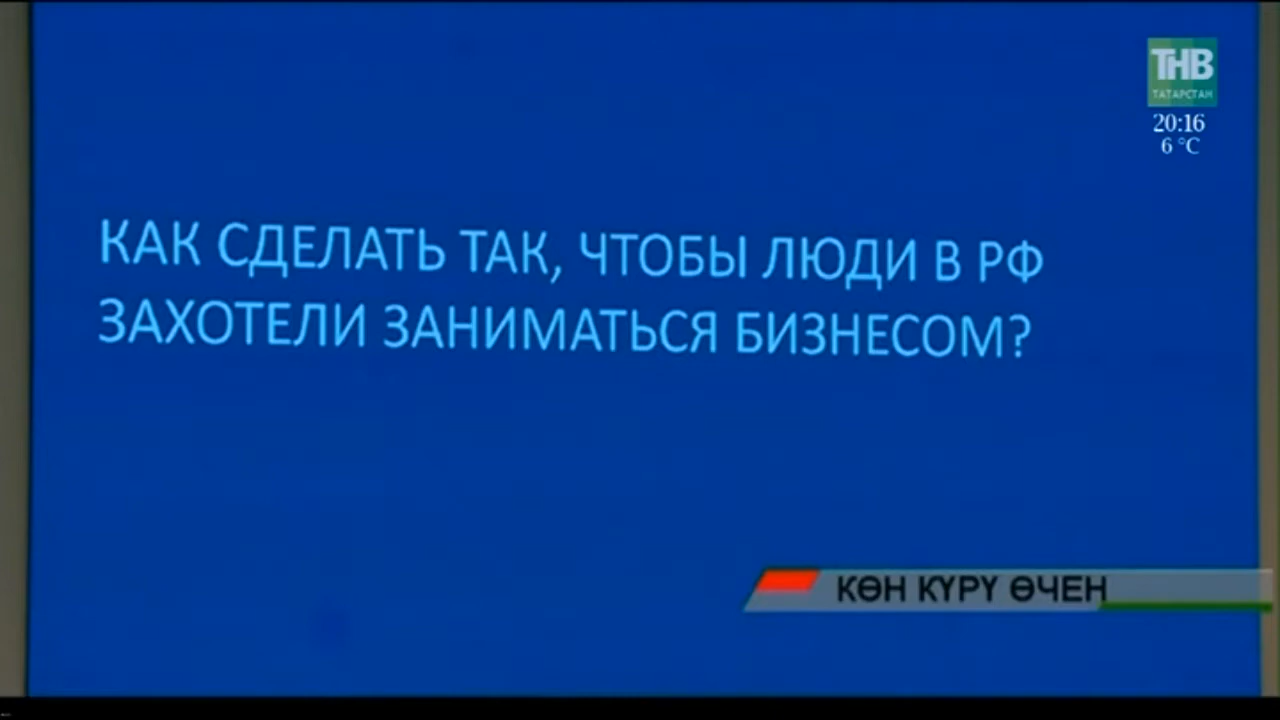 ТНВ
ТАТАРСТАН
20:16
6 °C
КАК СДЕЛАТЬ ТАК, ЧТОБЫ ЛЮДИ В РФ
ЗАХОТЕЛИ ЗАНИМАТЬСЯ БИЗНЕСОМ?
КӨН КҮРҮ ӨЧЕН